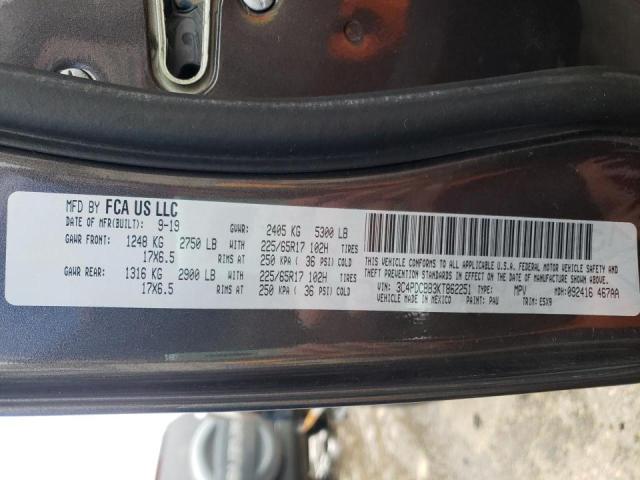 MFD BY FCA US LLC
DATE OF MFR(BUILT): 9-19 GVWR: 2405 KG 5300 LB
GAWR FRONT: 1248 KG 2750 LB WITH 225/65R17 102H TIRES
17X6.5 RIMS AT 250 KPA ( 36 PSI) COLD
GAWR REAR: 1316 KG 2900 LB WITH 225/65R17 102H TIRES
17X6.5 RIMS AT 250 KPA ( 36 PSI) COLD
THIS VEHICLE CONFORMS TO ALL APPLICABLE U.S.A. FEDERAL MOTOR VEHICLE SAFETY AND
THEFT PREVENTION STANDARDS IN EFFECT ON THE DATE OF MANUFACTURE SHOWN ABOVE.
VIN: 3C4PDCBB3KT862251 TYPE: MPV MDH: 092416 467AA
VEHICLE MADE IN MEXICO PAINT: PAU TRIM: E5X9